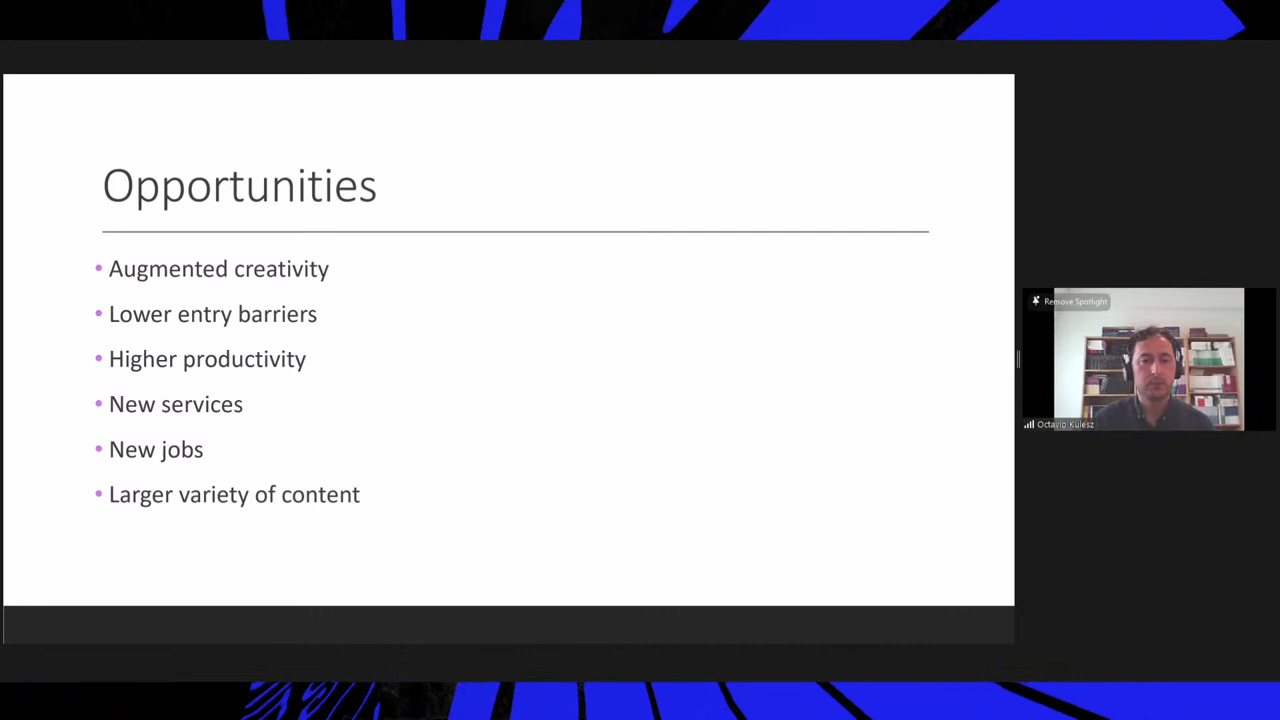 Opportunities
• Augmented creativity
• Lower entry barriers
• Higher productivity
• New services
• New jobs
• Larger variety of content
Remove Spotlight
Octavio Kulesz